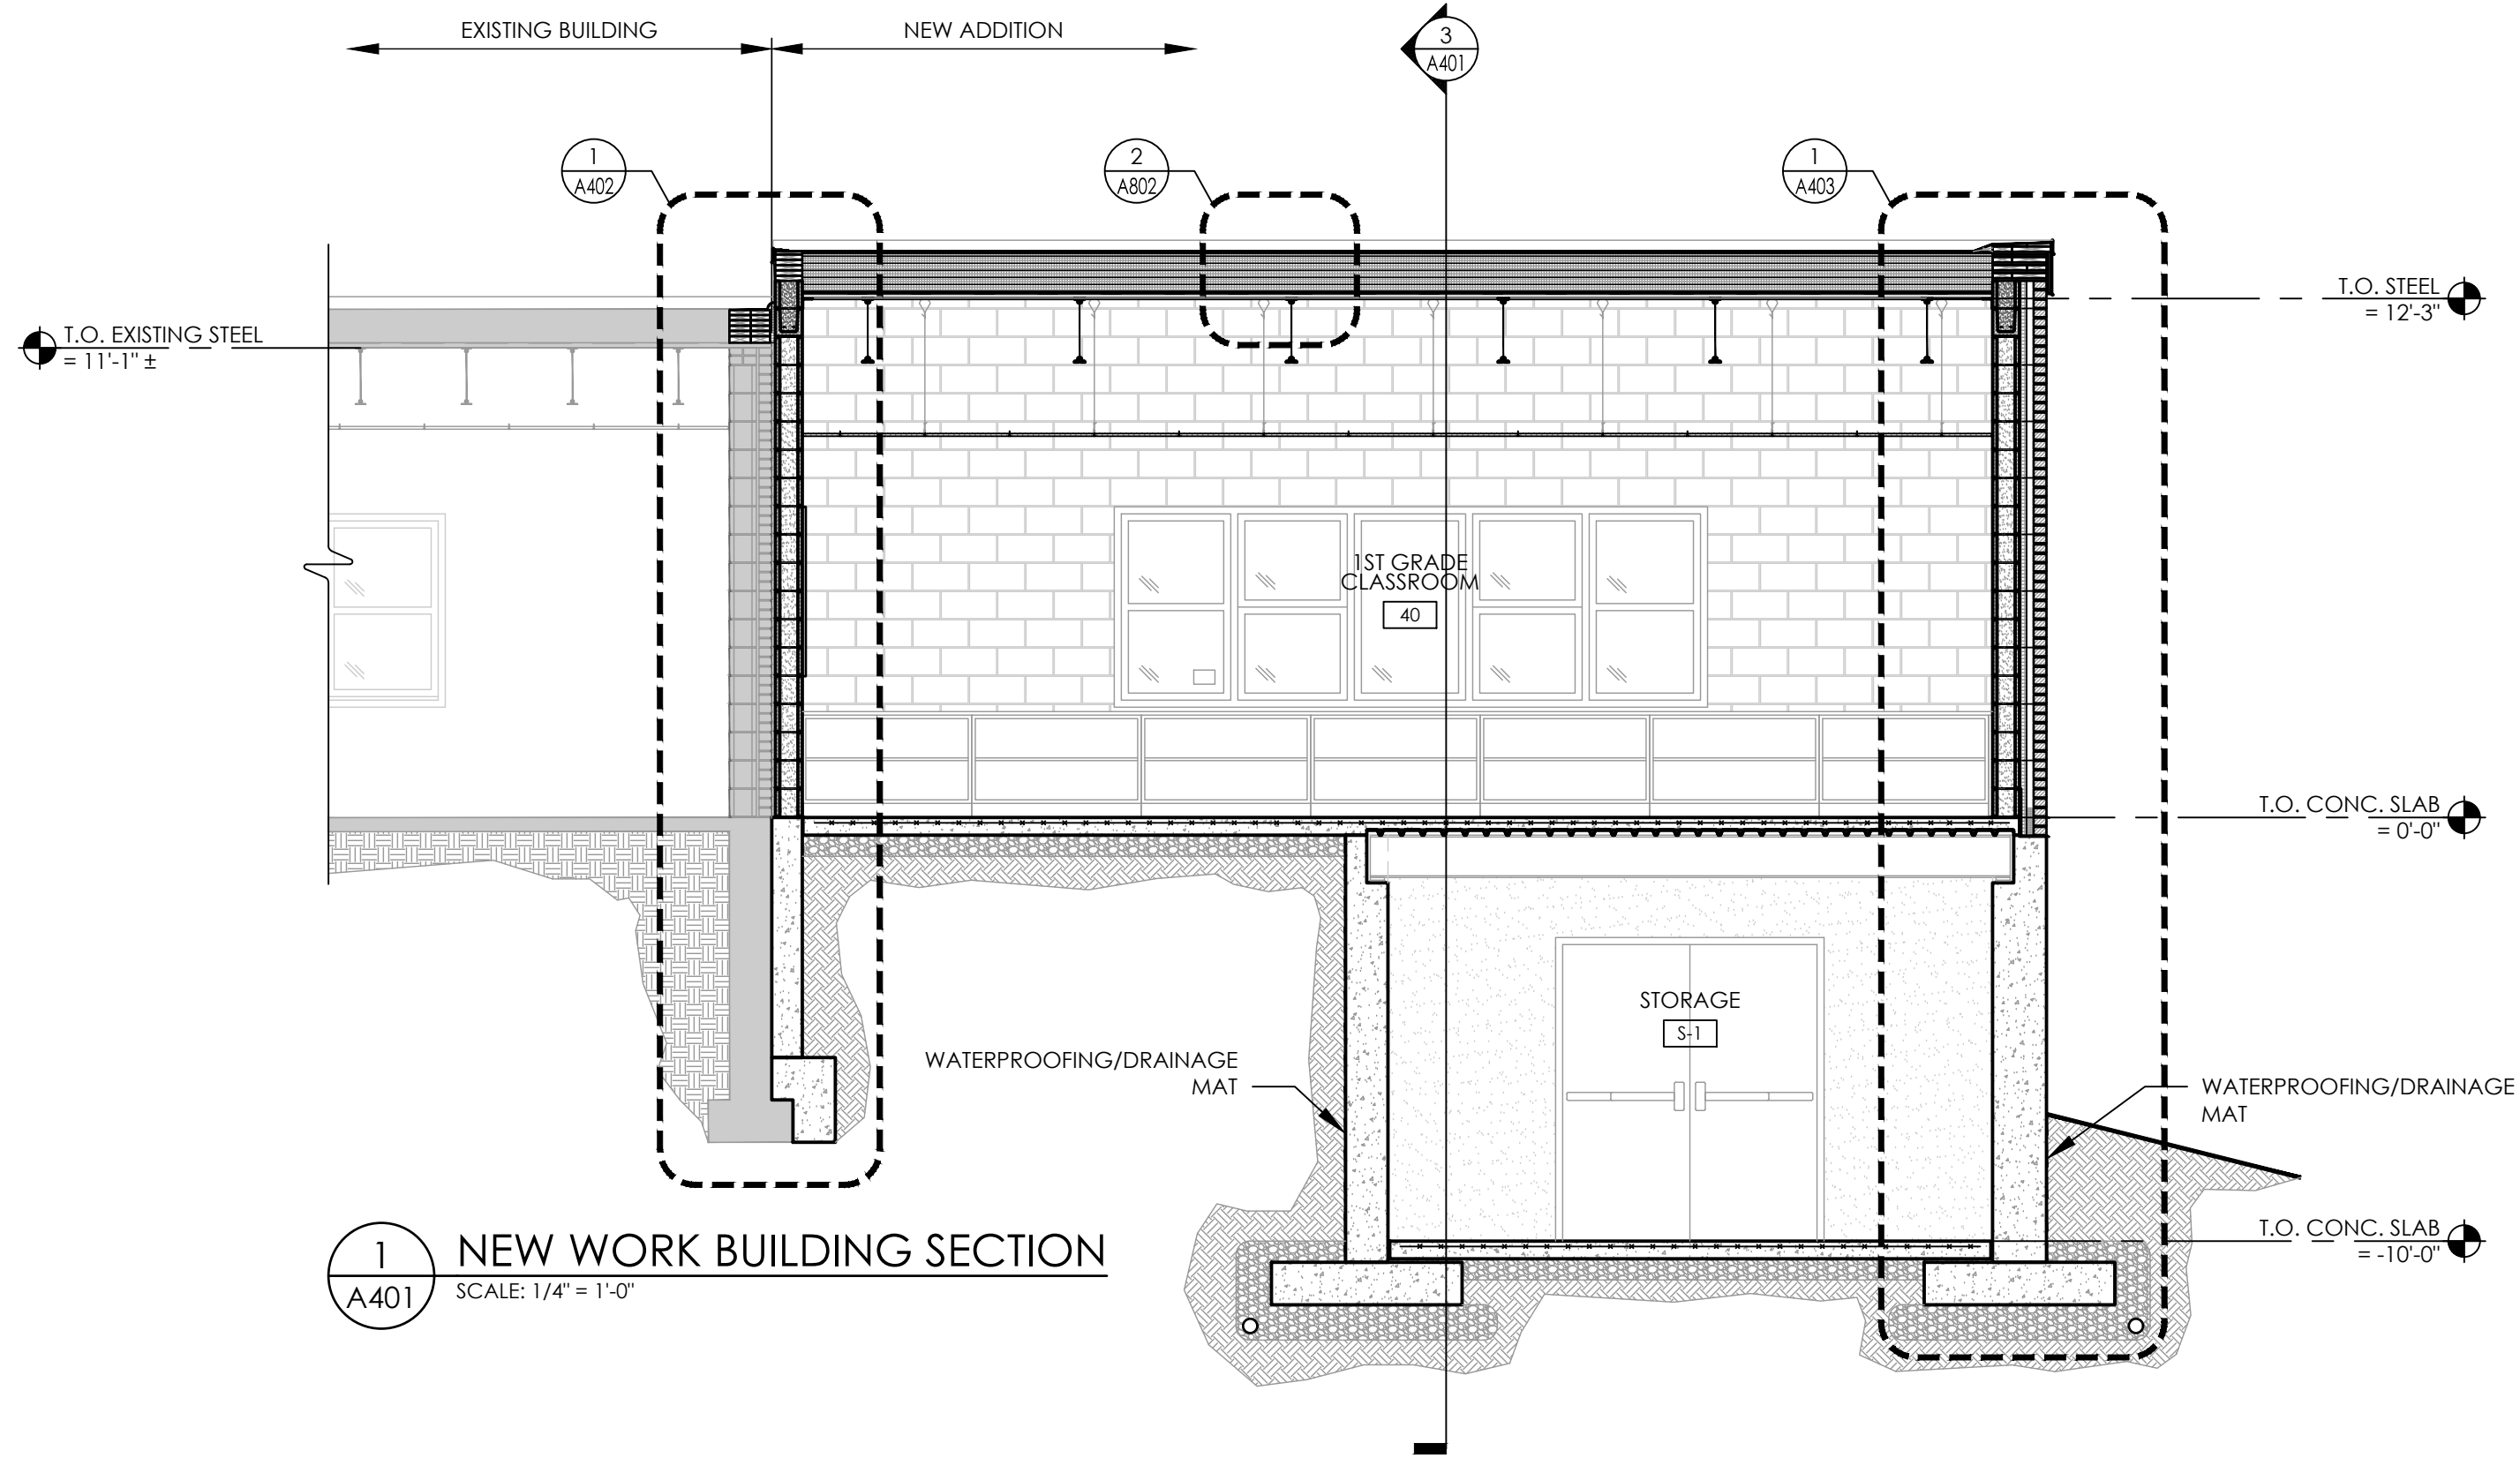 EXISTING BUILDING
NEW ADDITION
3
A401
1
A402
2
A802
1
A403
T.O. EXISTING STEEL
= 11'-1" ±
T.O. STEEL
= 12'-3"
1ST GRADE
CLASSROOM
40
T.O. CONC. SLAB
= 0'-0"
STORAGE
S-1
WATERPROOFING/DRAINAGE
MAT
WATERPROOFING/DRAINAGE
MAT
T.O. CONC. SLAB
= -10'-0"
1
A401
NEW WORK BUILDING SECTION
SCALE: 1/4" = 1'-0"